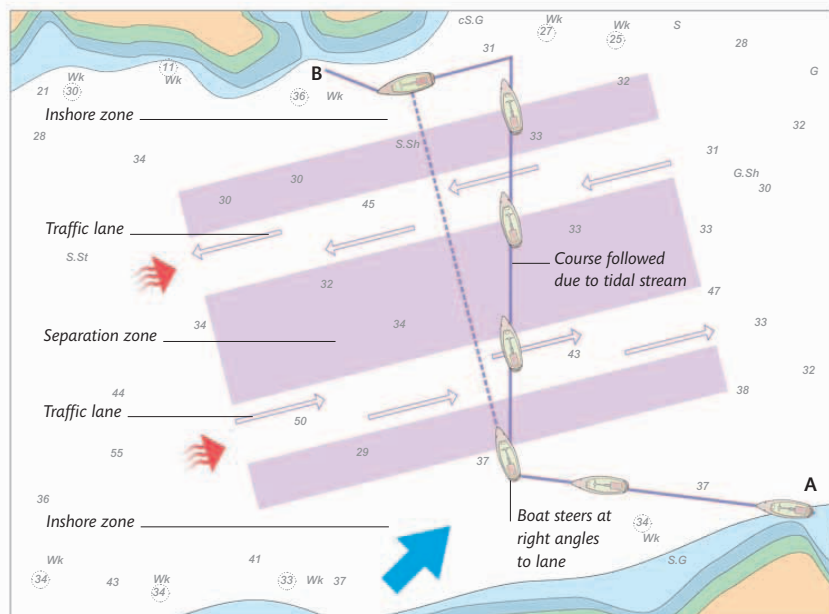 cS.G
Wk
27
Wk
25
S
28
31
G
B
Wk
11
Wk
21
Wk
30
36
Wk
32
Inshore zone
28
34
S.Sh
33
32
31
G.Sh
30
30
30
45
Traffic lane
33
33
S.St
Course followed
due to tidal stream
32
47
34
34
33
Separation zone
43
32
44
38
Traffic lane
50
55
29
37
37
A
36
Inshore zone
Boat steers at
right angles
to lane
34
Wk
S.G
41
Wk
34
43
Wk
34
33
Wk
37